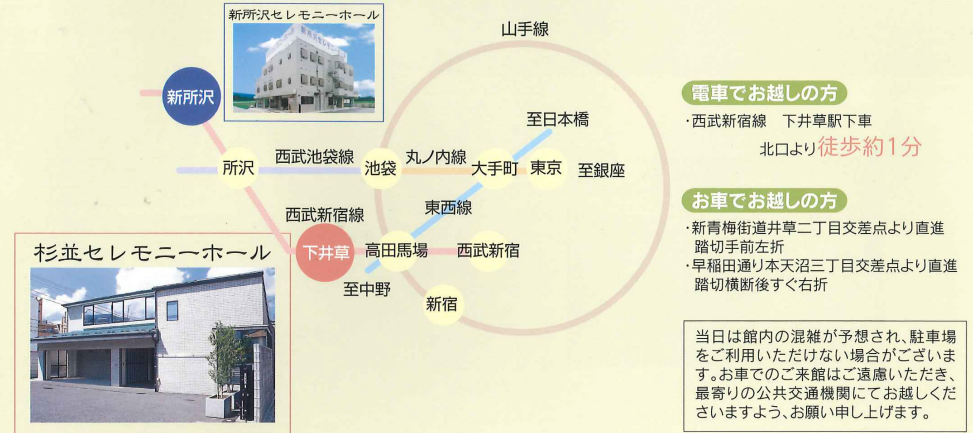 新所沢セレモニーホール
山手線
新所沢
至日本橋
所沢
西武池袋線
池袋
丸ノ内線
大手町
東京
至銀座
東西線
西武新宿線
下井草
高田馬場
西武新宿
至中野
新宿
杉並セレモニーホール
電車でお越しの方
・西武新宿線　下井草駅下車
北口より徒歩約1分
お車でお越しの方
・新青梅街道井草二丁目交差点より直進
踏切手前左折
・早稲田通り本天沼三丁目交差点より直進
踏切横断後すぐ右折
当日は館内の混雑が予想され、駐車場
をご利用いただけない場合がございま
す。お車でのご来館はご遠慮いただき、
最寄りの公共交通機関にてお越しくだ
さいますよう、お願い申し上げます。